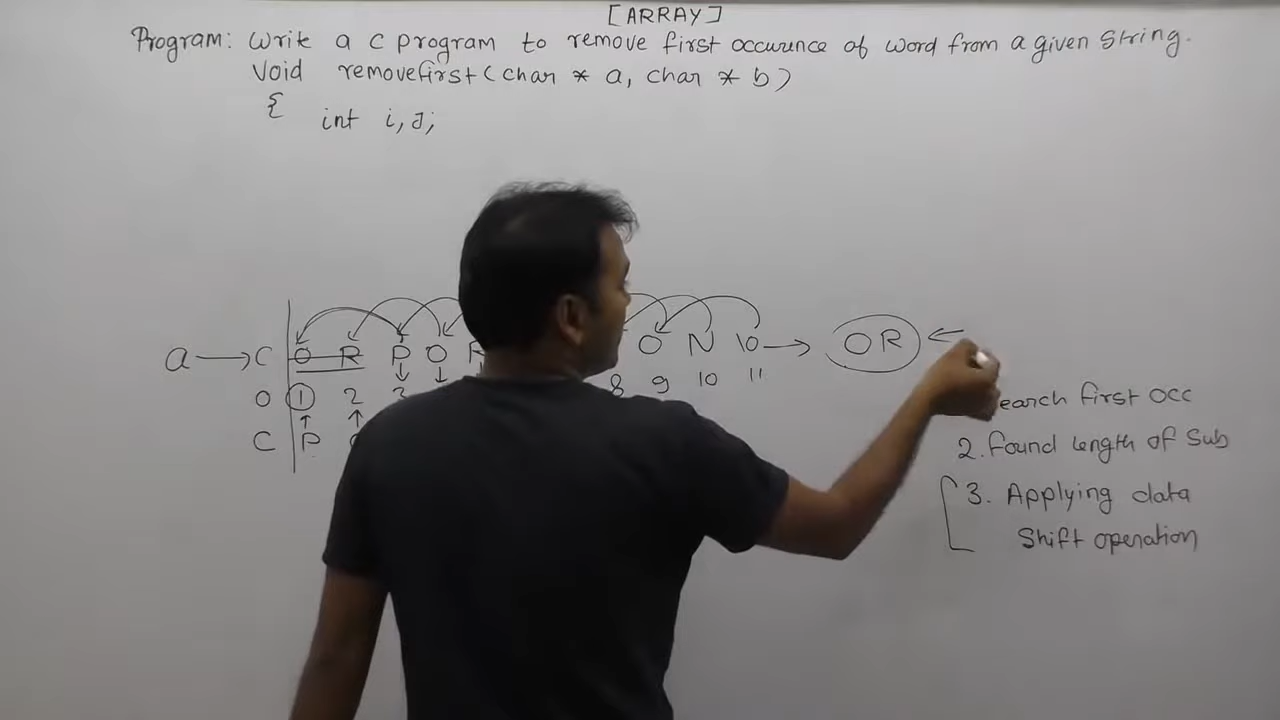 [ARRAY]
Program: Write a C program to remove first occurence of word from a given string.
Void removefirst(char * a, char * b)
{ int i, J;
a → C O R P O R O N \0 → OR ←
0 1 2 3 8 9 10 11
C P
earch first occ
2. Found length of Sub
3. Applying data
Shift operation